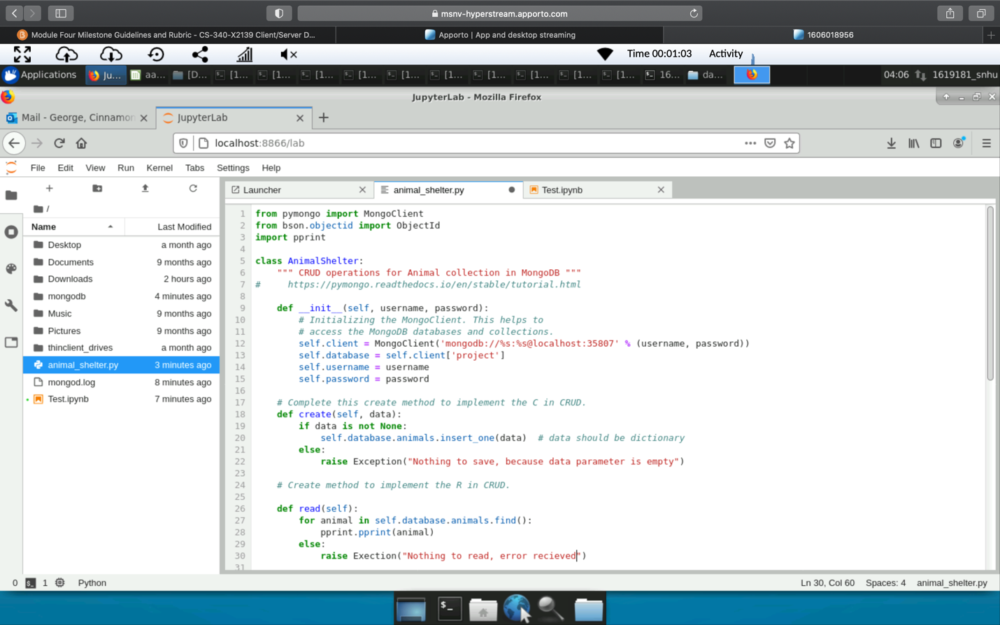 msnv-hyperstream.apporto.com
Module Four Milestone Guidelines and Rubric - CS-340-X2139 Client/Server D...
Apporto | App and desktop streaming
1606018956
Time 00:01:03
Activity
Applications
Ju...
aa...
[D...
[1...
[1...
[1...
[1...
[1...
[1...
[1...
[1...
[1...
[1...
16...
da...
04:06
1619181_snhu
JupyterLab - Mozilla Firefox
Mail - George, Cinnamon
JupyterLab
localhost:8866/lab
File Edit View Run Kernel Tabs Settings Help
Launcher
animal_shelter.py
Test.ipynb
/
Name Last Modified
Desktop a month ago
Documents 9 months ago
Downloads 2 hours ago
mongodb 4 minutes ago
Music 9 months ago
Pictures 9 months ago
thinclient_drives a month ago
animal_shelter.py 3 minutes ago
mongod.log 8 minutes ago
Test.ipynb 7 minutes ago
1 from pymongo import MongoClient
2 from bson.objectid import ObjectId
3 import pprint
4
5 class AnimalShelter:
6     """ CRUD operations for Animal collection in MongoDB """
7 #     https://pymongo.readthedocs.io/en/stable/tutorial.html
8
9     def __init__(self, username, password):
10         # Initializing the MongoClient. This helps to
11         # access the MongoDB databases and collections.
12         self.client = MongoClient('mongodb://%s:%s@localhost:35807' % (username, password))
13         self.database = self.client['project']
14         self.username = username
15         self.password = password
16
17     # Complete this create method to implement the C in CRUD.
18     def create(self, data):
19         if data is not None:
20             self.database.animals.insert_one(data)  # data should be dictionary
21         else:
22             raise Exception("Nothing to save, because data parameter is empty")
23
24     # Create method to implement the R in CRUD.
25
26     def read(self):
27         for animal in self.database.animals.find():
28             pprint.pprint(animal)
29         else:
30             raise Exection("Nothing to read, error recieved")
31
0 $_ 1 Python
Ln 30, Col 60 Spaces: 4 animal_shelter.py
$_